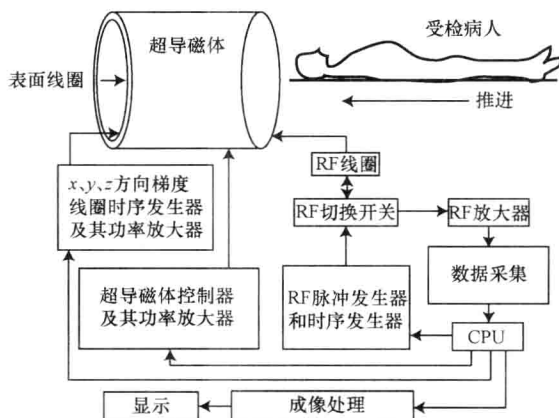 超导磁体
受检病人
表面线圈
推进
RF线圈
x、y、z方向梯度
线圈时序发生器
及其功率放大器
RF切换开关
RF放大器
数据采集
超导磁体控制器
及其功率放大器
RF脉冲发生器
和时序发生器
CPU
显示
成像处理